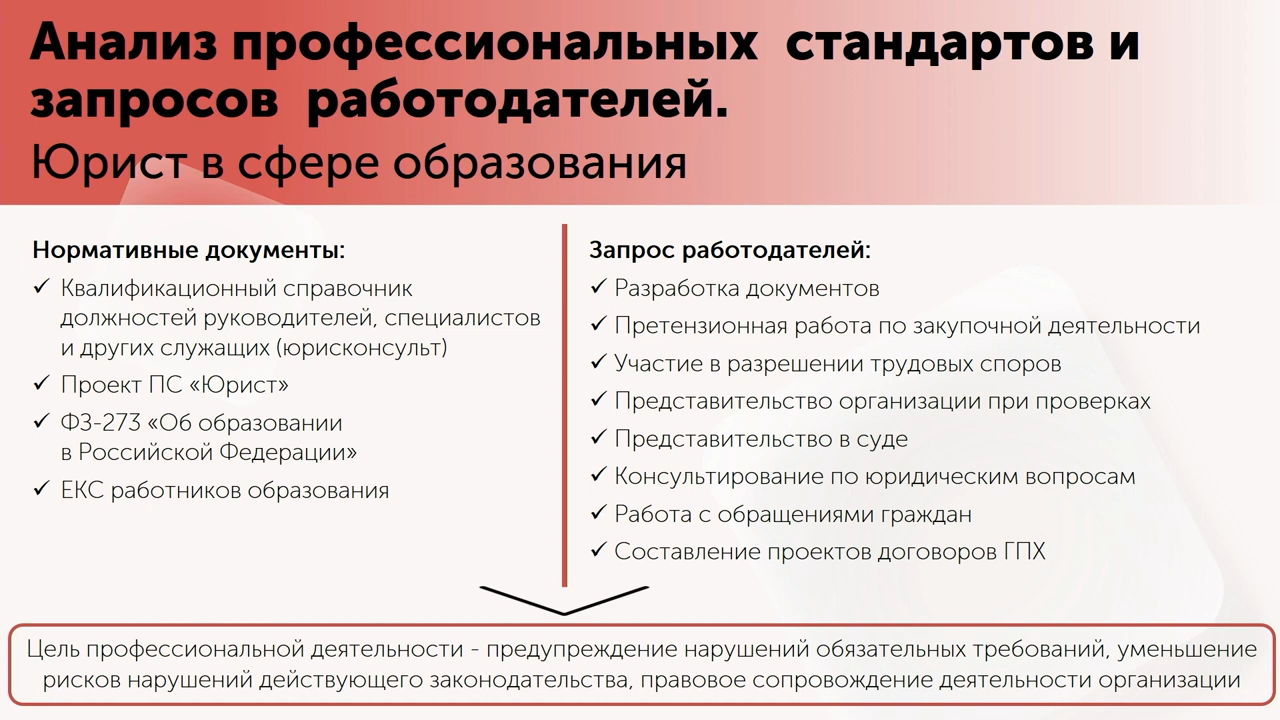 Анализ профессиональных стандартов и
запросов работодателей.
Юрист в сфере образования
Нормативные документы:
✓ Квалификационный справочник
должностей руководителей, специалистов
и других служащих (юрисконсульт)
✓ Проект ПС «Юрист»
✓ ФЗ-273 «Об образовании
в Российской Федерации»
✓ ЕКС работников образования
Запрос работодателей:
✓ Разработка документов
✓ Претензионная работа по закупочной деятельности
✓ Участие в разрешении трудовых споров
✓ Представительство организации при проверках
✓ Представительство в суде
✓ Консультирование по юридическим вопросам
✓ Работа с обращениями граждан
✓ Составление проектов договоров ГПХ
Цель профессиональной деятельности - предупреждение нарушений обязательных требований, уменьшение
рисков нарушений действующего законодательства, правовое сопровождение деятельности организации